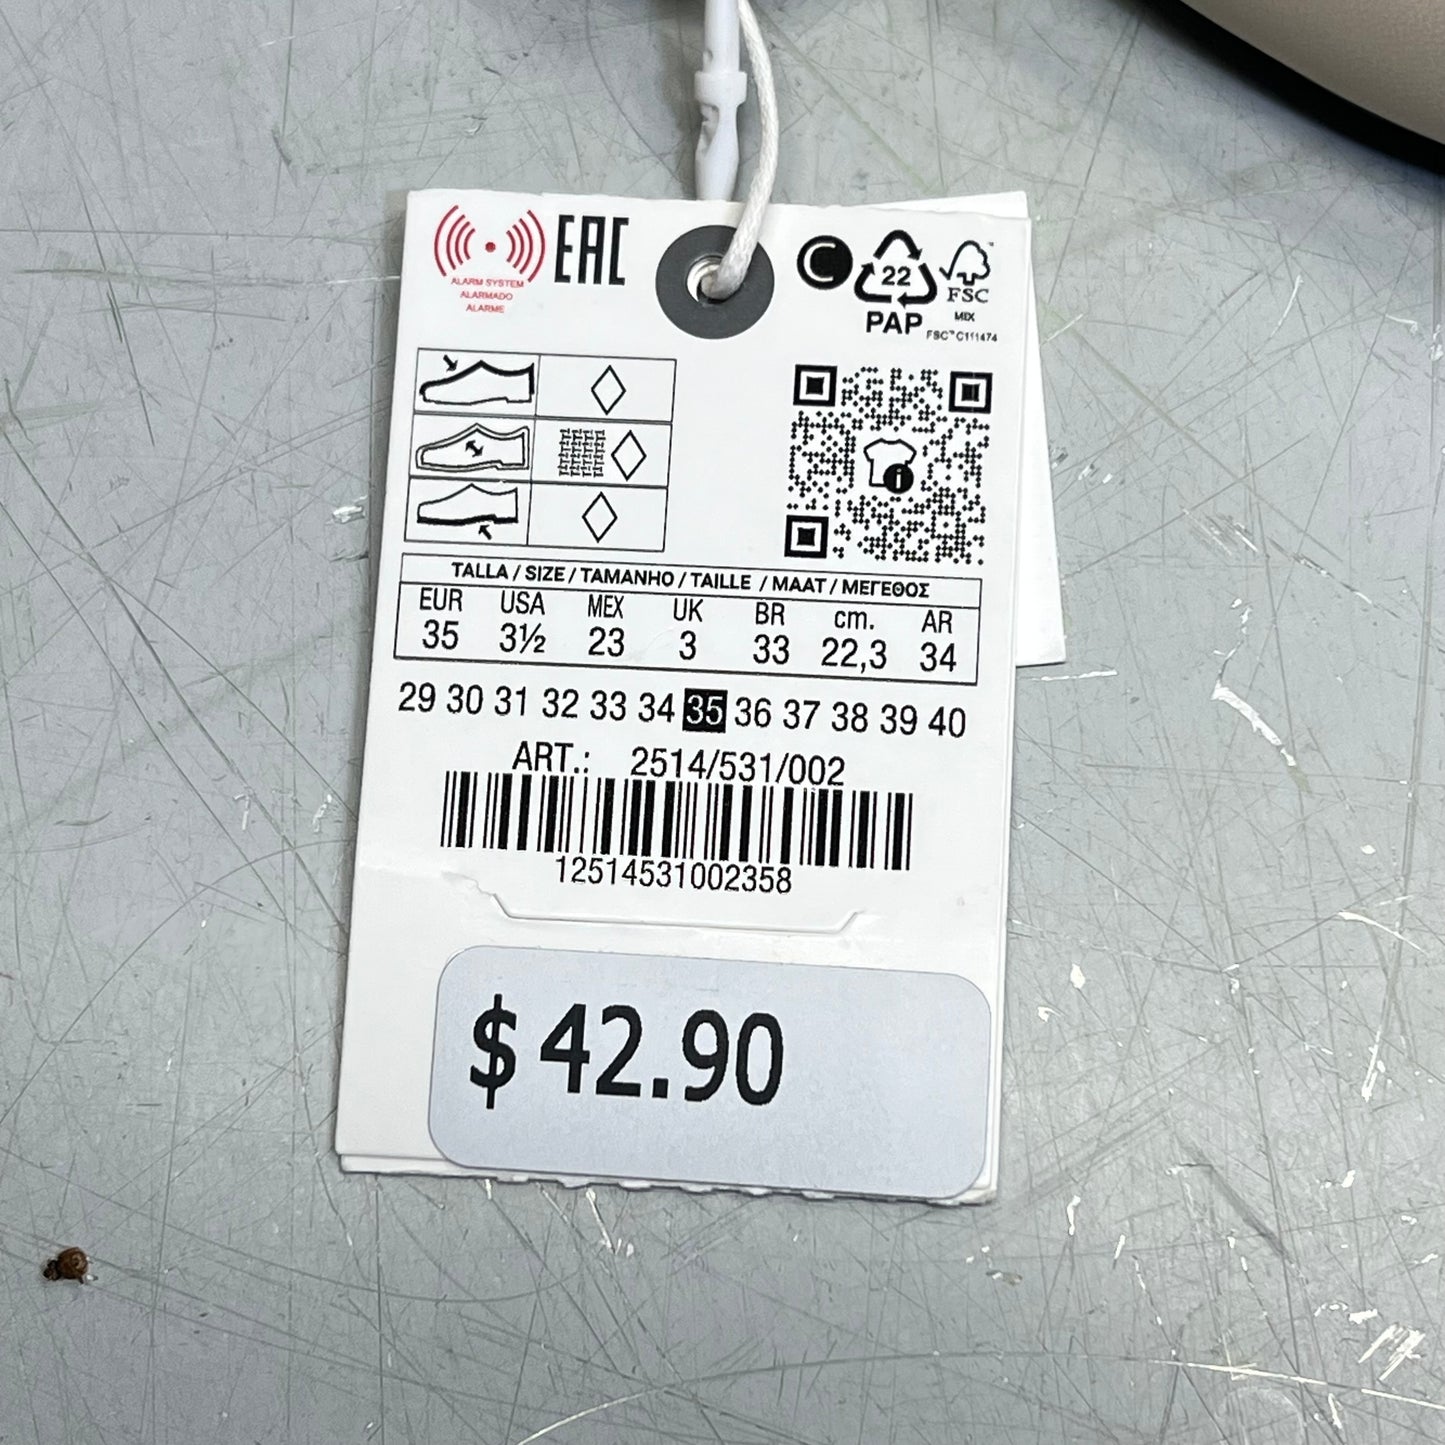 ALARM SYSTEM
ALARMADO
ALARME
EAC
C
22
PAP
FSC™
MIX
FSC™ C111474
i
TALLA / SIZE / TAMANHO / TAILLE / MAAT / ΜΕΓΕΘΟΣ
EUR USA MEX UK BR cm. AR
35 3½ 23 3 33 22,3 34
29 30 31 32 33 34 35 36 37 38 39 40
ART.: 2514/531/002
12514531002358
$ 42.90